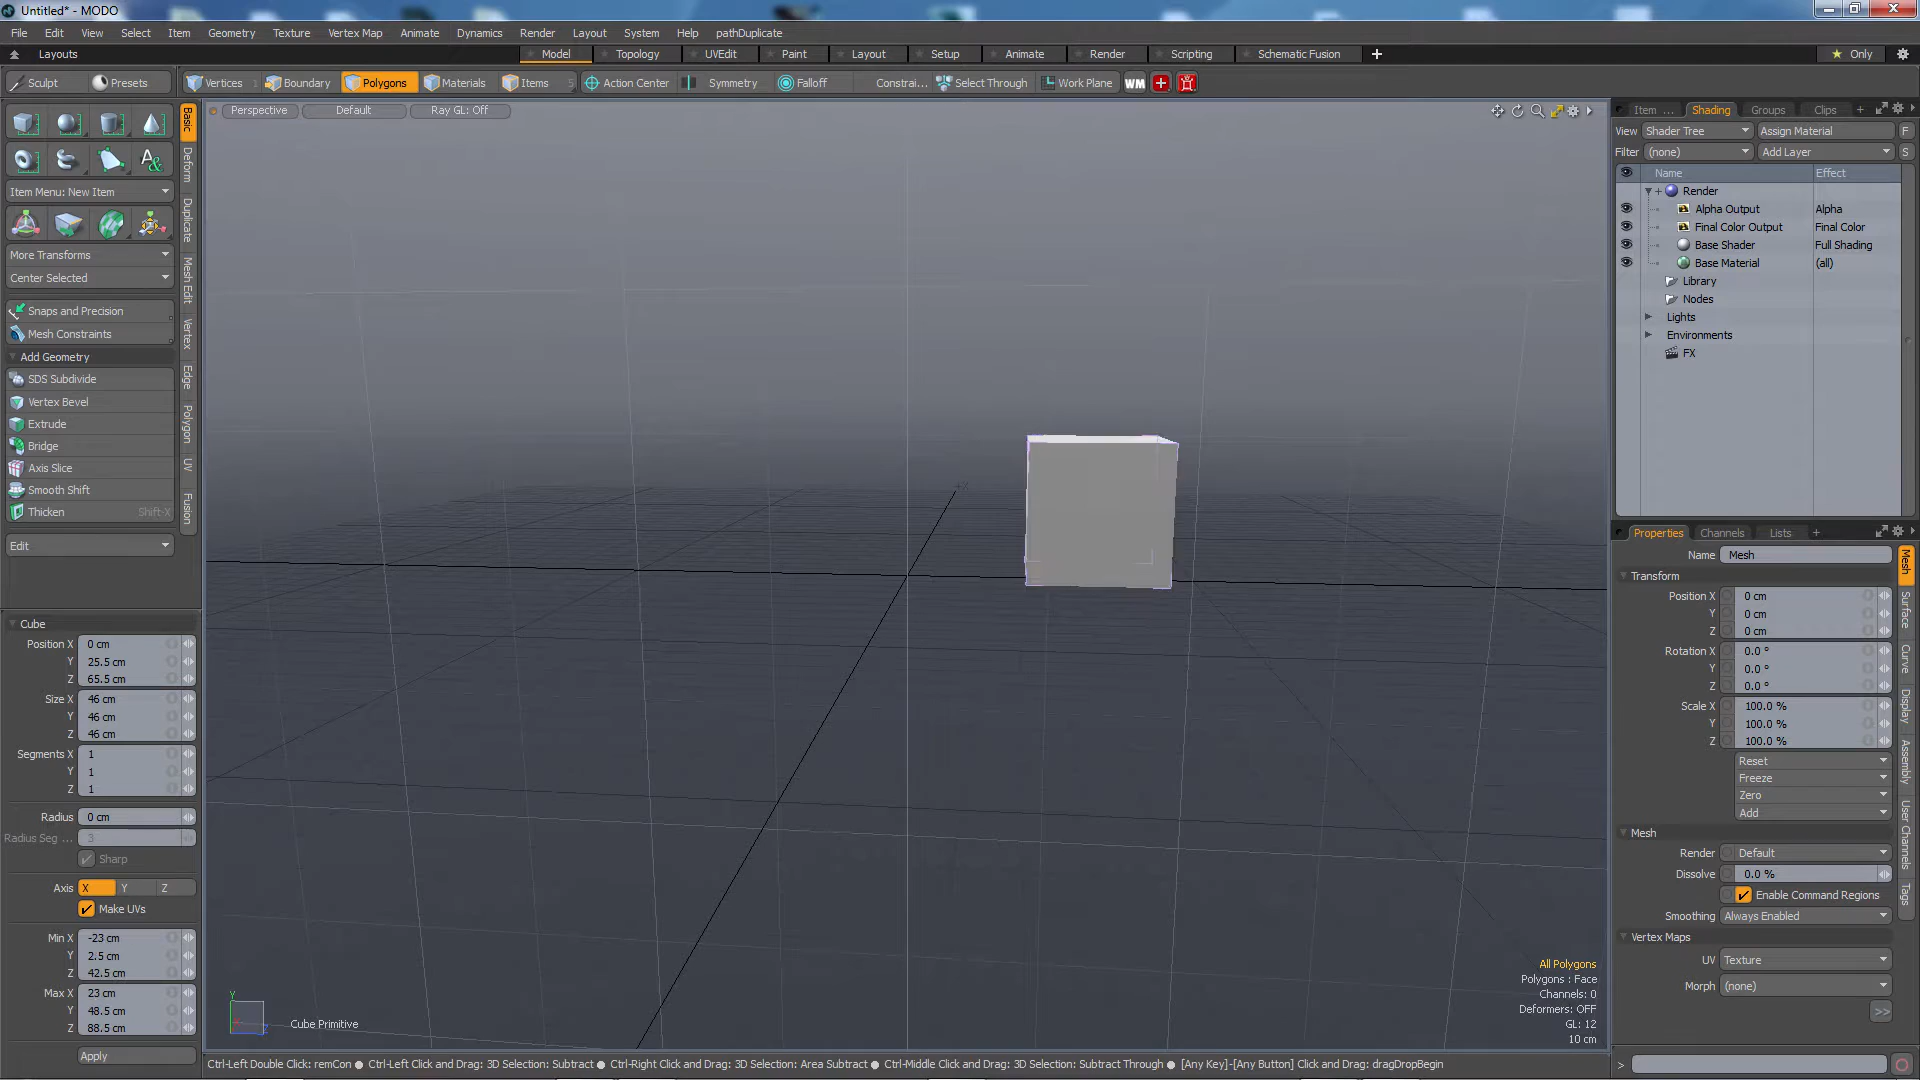 Untitled* - MODO
File Edit View Select Item Geometry Texture Vertex Map Animate Dynamics Render Layout System Help pathDuplicate
Layouts Model Topology UVEdit Paint Layout Setup Animate Render Scripting Schematic Fusion Only
Sculpt Presets Vertices Boundary Polygons Materials Items 5 Action Center Symmetry Falloff Constrai... Select Through Work Plane WM
Perspective Default Ray GL: Off
Basic
Deform
Duplicate
Mesh Edit
Vertex
Edge
Polygon
UV
Fusion
Item Menu: New Item
More Transforms
Center Selected
Snaps and Precision
Mesh Constraints
Add Geometry
SDS Subdivide
Vertex Bevel
Extrude
Bridge
Axis Slice
Smooth Shift
Thicken Shift-X
Edit
Cube
Position X 0 cm
Y 25.5 cm
Z 65.5 cm
Size X 46 cm
Y 46 cm
Z 46 cm
Segments X 1
Y 1
Z 1
Radius 0 cm
Radius Seg ... 3
Sharp
Axis X Y Z
Make UVs
Min X -23 cm
Y 2.5 cm
Z 42.5 cm
Max X 23 cm
Y 48.5 cm
Z 88.5 cm
Apply
+Z
Y
Z
Cube Primitive
All Polygons
Polygons : Face
Channels: 0
Deformers: OFF
GL: 12
10 cm
Ctrl-Left Double Click: remCon ● Ctrl-Left Click and Drag: 3D Selection: Subtract ● Ctrl-Right Click and Drag: 3D Selection: Area Subtract ● Ctrl-Middle Click and Drag: 3D Selection: Subtract Through ● [Any Key]-[Any Button] Click and Drag: dragDropBegin
Item ... Shading Groups Clips +
View Shader Tree Assign Material F
Filter (none) Add Layer S
Name Effect
Render
Alpha Output Alpha
Final Color Output Final Color
Base Shader Full Shading
Base Material (all)
Library
Nodes
Lights
Environments
FX
Properties Channels Lists +
Name Mesh
Transform
Position X 0 cm
Y 0 cm
Z 0 cm
Rotation X 0.0 °
Y 0.0 °
Z 0.0 °
Scale X 100.0 %
Y 100.0 %
Z 100.0 %
Reset
Freeze
Zero
Add
Mesh
Render Default
Dissolve 0.0 %
Enable Command Regions
Smoothing Always Enabled
Vertex Maps
UV Texture
Morph (none)
>>
>
Mesh
Surface
Curve
Display
Assembly
User Channels
Tags